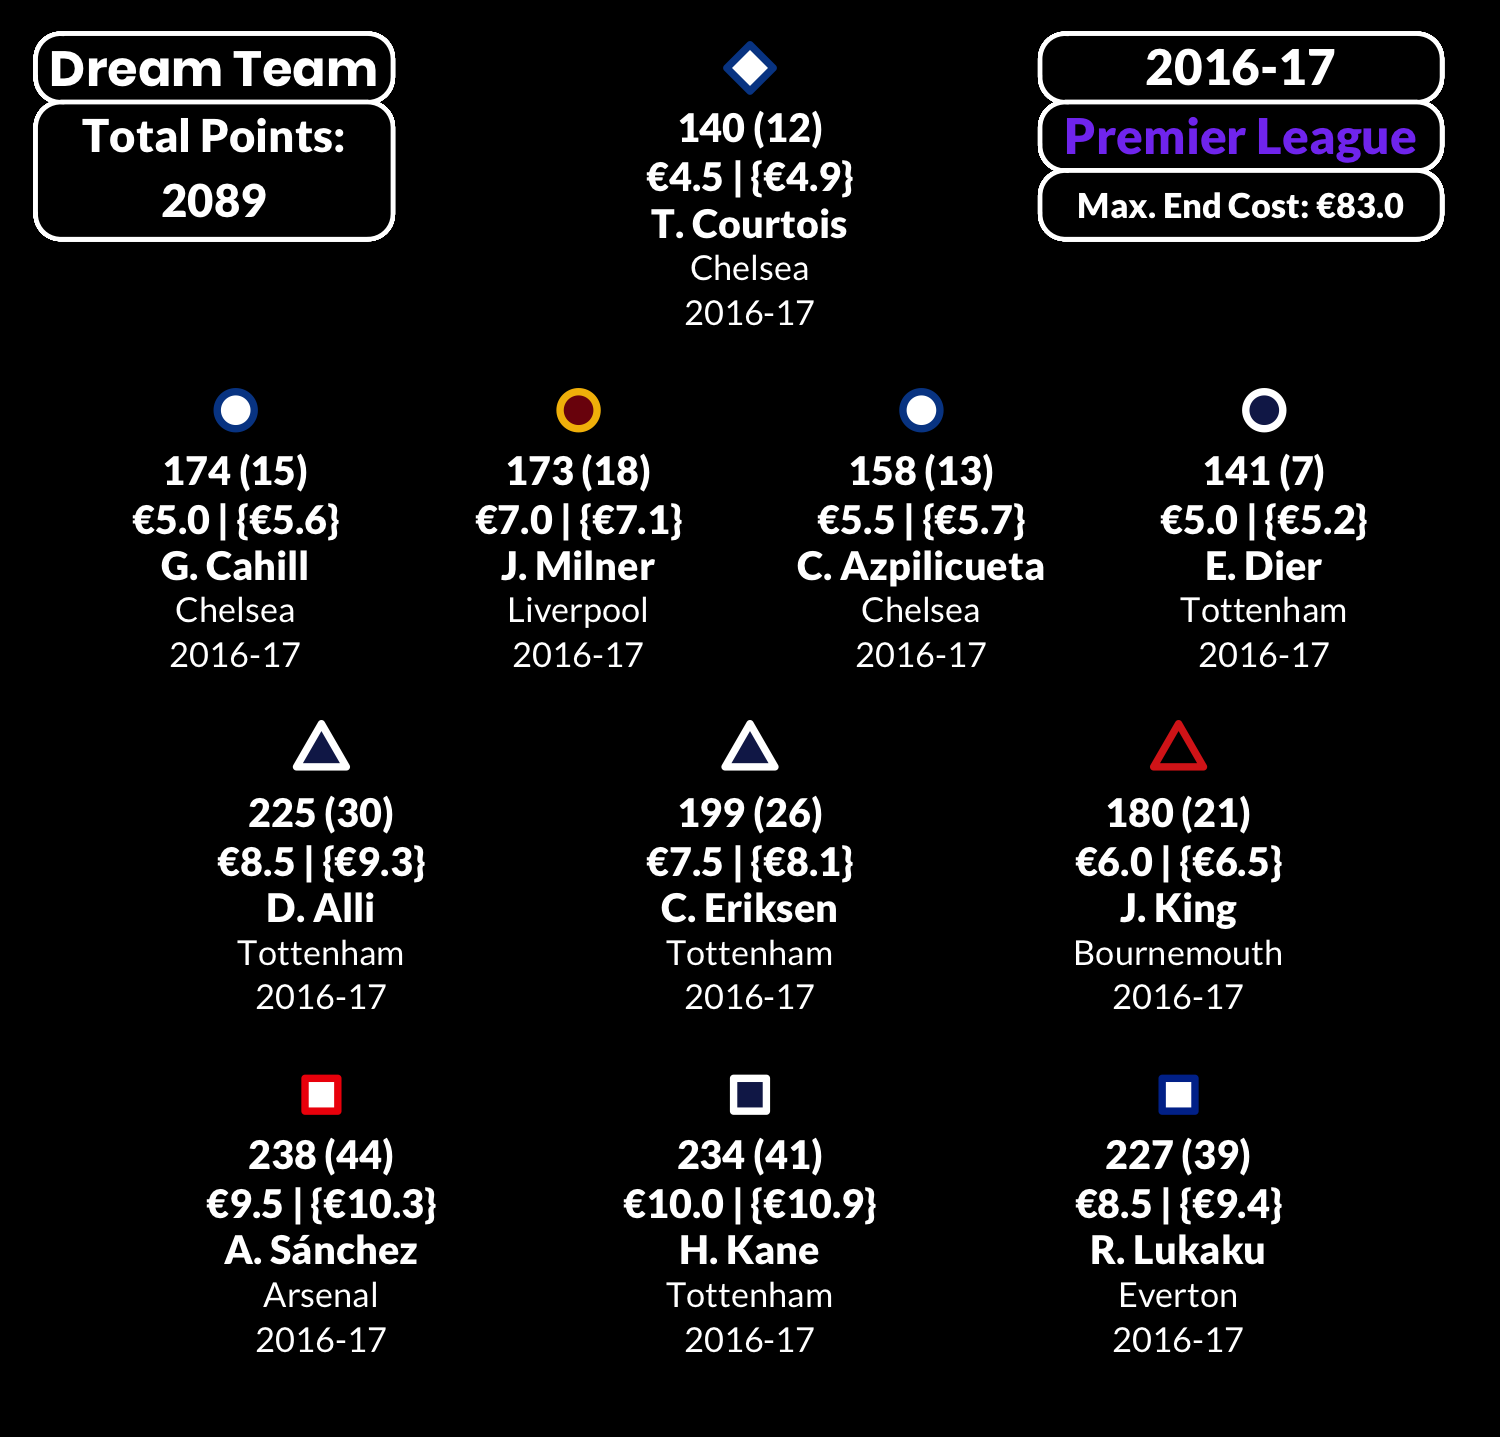 Dream Team
Total Points:
2089
2016-17
Premier League
Max. End Cost: €83.0
140 (12)
€4.5 | {€4.9}
T. Courtois
Chelsea
2016-17
174 (15)
€5.0 | {€5.6}
G. Cahill
Chelsea
2016-17
173 (18)
€7.0 | {€7.1}
J. Milner
Liverpool
2016-17
158 (13)
€5.5 | {€5.7}
C. Azpilicueta
Chelsea
2016-17
141 (7)
€5.0 | {€5.2}
E. Dier
Tottenham
2016-17
225 (30)
€8.5 | {€9.3}
D. Alli
Tottenham
2016-17
199 (26)
€7.5 | {€8.1}
C. Eriksen
Tottenham
2016-17
180 (21)
€6.0 | {€6.5}
J. King
Bournemouth
2016-17
238 (44)
€9.5 | {€10.3}
A. Sánchez
Arsenal
2016-17
234 (41)
€10.0 | {€10.9}
H. Kane
Tottenham
2016-17
227 (39)
€8.5 | {€9.4}
R. Lukaku
Everton
2016-17